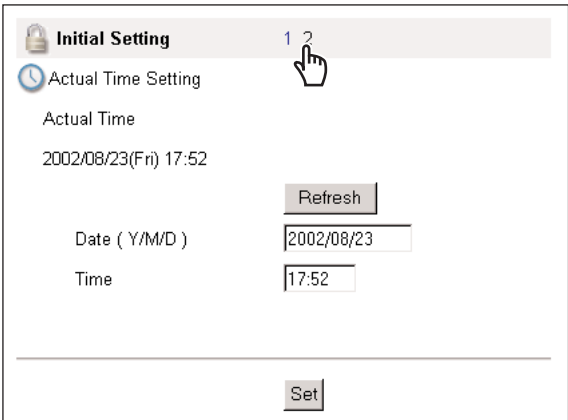 Initial Setting 1 2
Actual Time Setting
Actual Time
2002/08/23(Fri) 17:52
Refresh
Date ( Y/M/D ) 2002/08/23
Time 17:52
Set